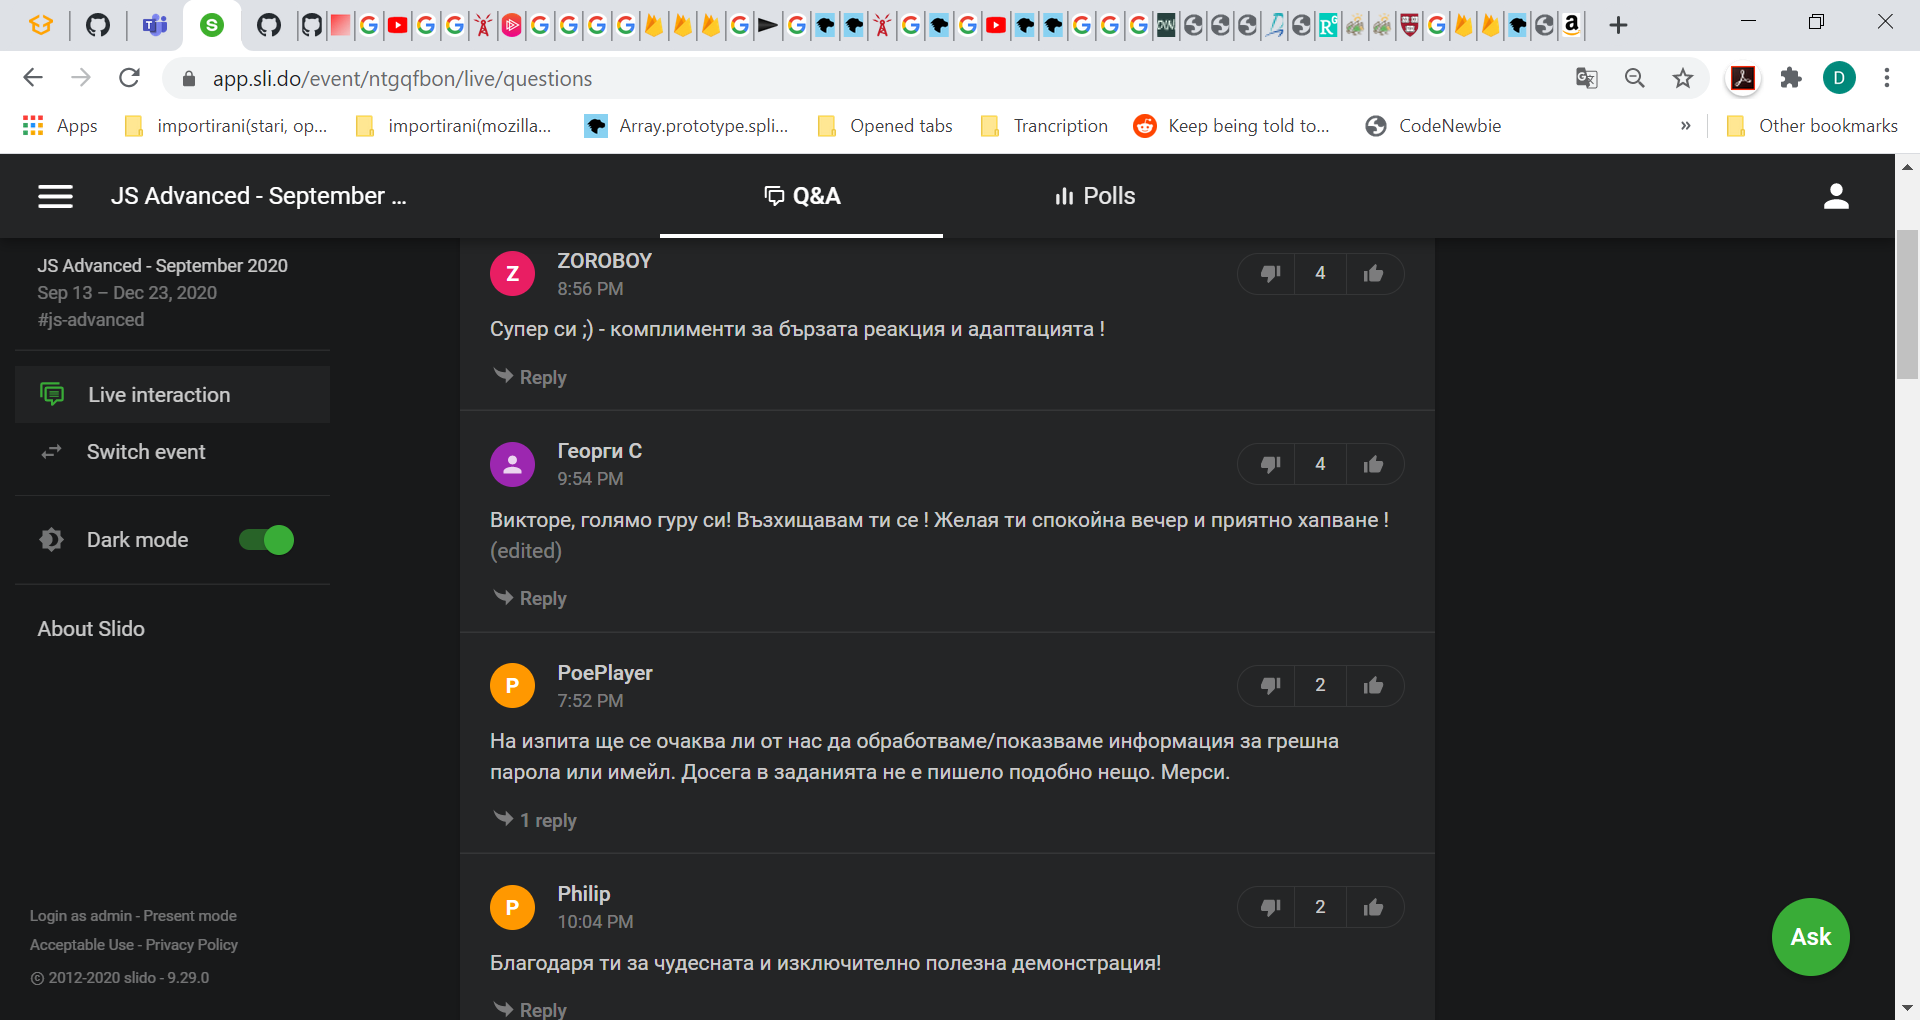 app.sli.do/event/ntgqfbon/live/questions
D
Apps
importirani(stari, op...
importirani(mozilla...
Array.prototype.spli...
Opened tabs
Trancription
Keep being told to...
CodeNewbie
»
Other bookmarks
JS Advanced - September ...
Q&A
Polls
JS Advanced - September 2020
Sep 13 – Dec 23, 2020
#js-advanced
Live interaction
Switch event
Dark mode
About Slido
Login as admin - Present mode
Acceptable Use - Privacy Policy
© 2012-2020 slido - 9.29.0
Z
ZOROBOY
8:56 PM
4
Супер си ;) - комплименти за бързата реакция и адаптацията !
Reply
Георги С
9:54 PM
4
Викторе, голямо гуру си! Възхищавам ти се ! Желая ти спокойна вечер и приятно хапване !
(edited)
Reply
P
PoePlayer
7:52 PM
2
На изпита ще се очаква ли от нас да обработваме/показваме информация за грешна
парола или имейл. Досега в заданията не е пишело подобно нещо. Мерси.
1 reply
P
Philip
10:04 PM
2
Благодаря ти за чудесната и изключително полезна демонстрация!
Reply
Ask